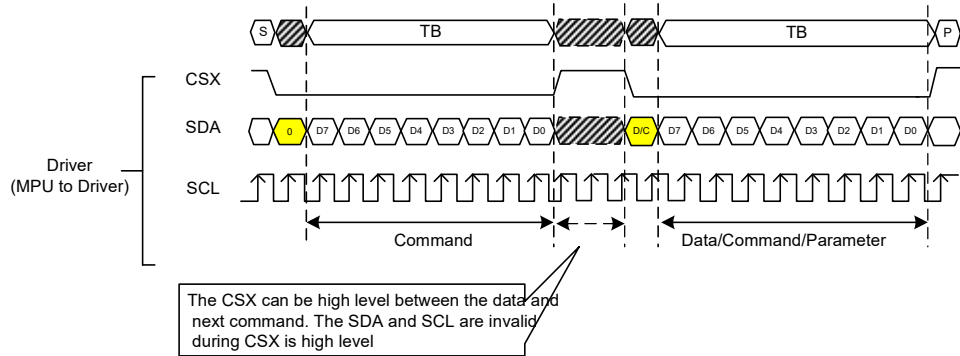 S TB TB P
CSX
SDA 0 D7 D6 D5 D4 D3 D2 D1 D0 D/C D7 D6 D5 D4 D3 D2 D1 D0
Driver
(MPU to Driver)
SCL
Command Data/Command/Parameter
The CSX can be high level between the data and
next command. The SDA and SCL are invalid
during CSX is high level